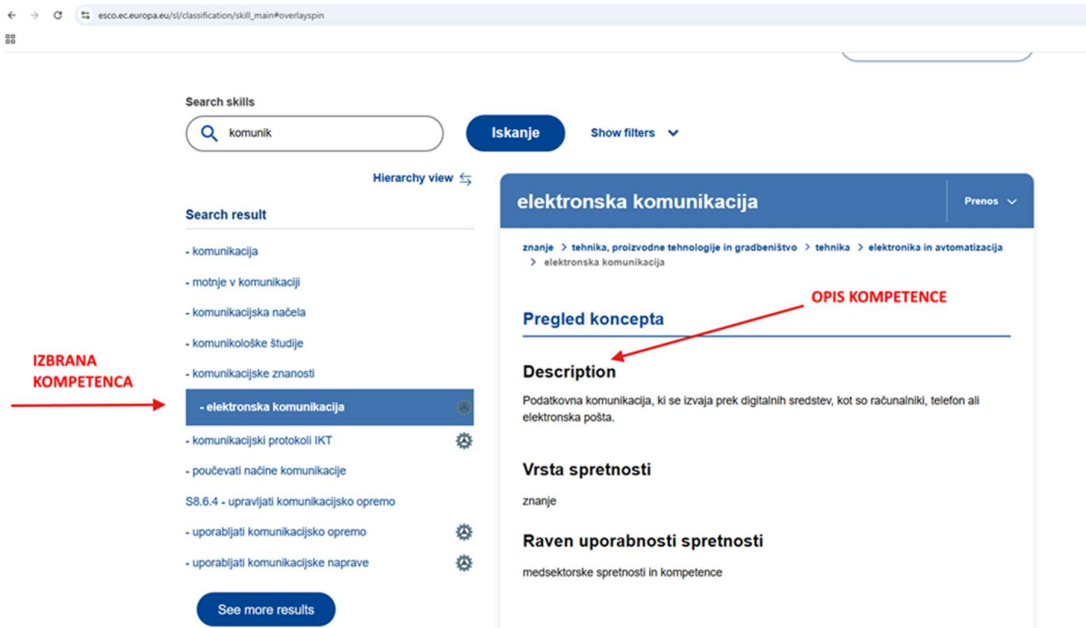 esco.ec.europa.eu/sl/classification/skill_main#overlayspin
Search skills
komunik
Iskanje
Show filters
Hierarchy view
Search result
- komunikacija
- motnje v komunikaciji
- komunikacijska načela
- komunikološke študije
- komunikacijske znanosti
- elektronska komunikacija
- komunikacijski protokoli IKT
- poučevati načine komunikacije
S8.6.4 - upravljati komunikacijsko opremo
- uporabljati komunikacijsko opremo
- uporabljati komunikacijske naprave
See more results
IZBRANA
KOMPETENCA
elektronska komunikacija
Prenos
znanje > tehnika, proizvodne tehnologije in gradbeništvo > tehnika > elektronika in avtomatizacija
> elektronska komunikacija
OPIS KOMPETENCE
Pregled koncepta
Description
Podatkovna komunikacija, ki se izvaja prek digitalnih sredstev, kot so računalniki, telefon ali
elektronska pošta.
Vrsta spretnosti
znanje
Raven uporabnosti spretnosti
medsektorske spretnosti in kompetence